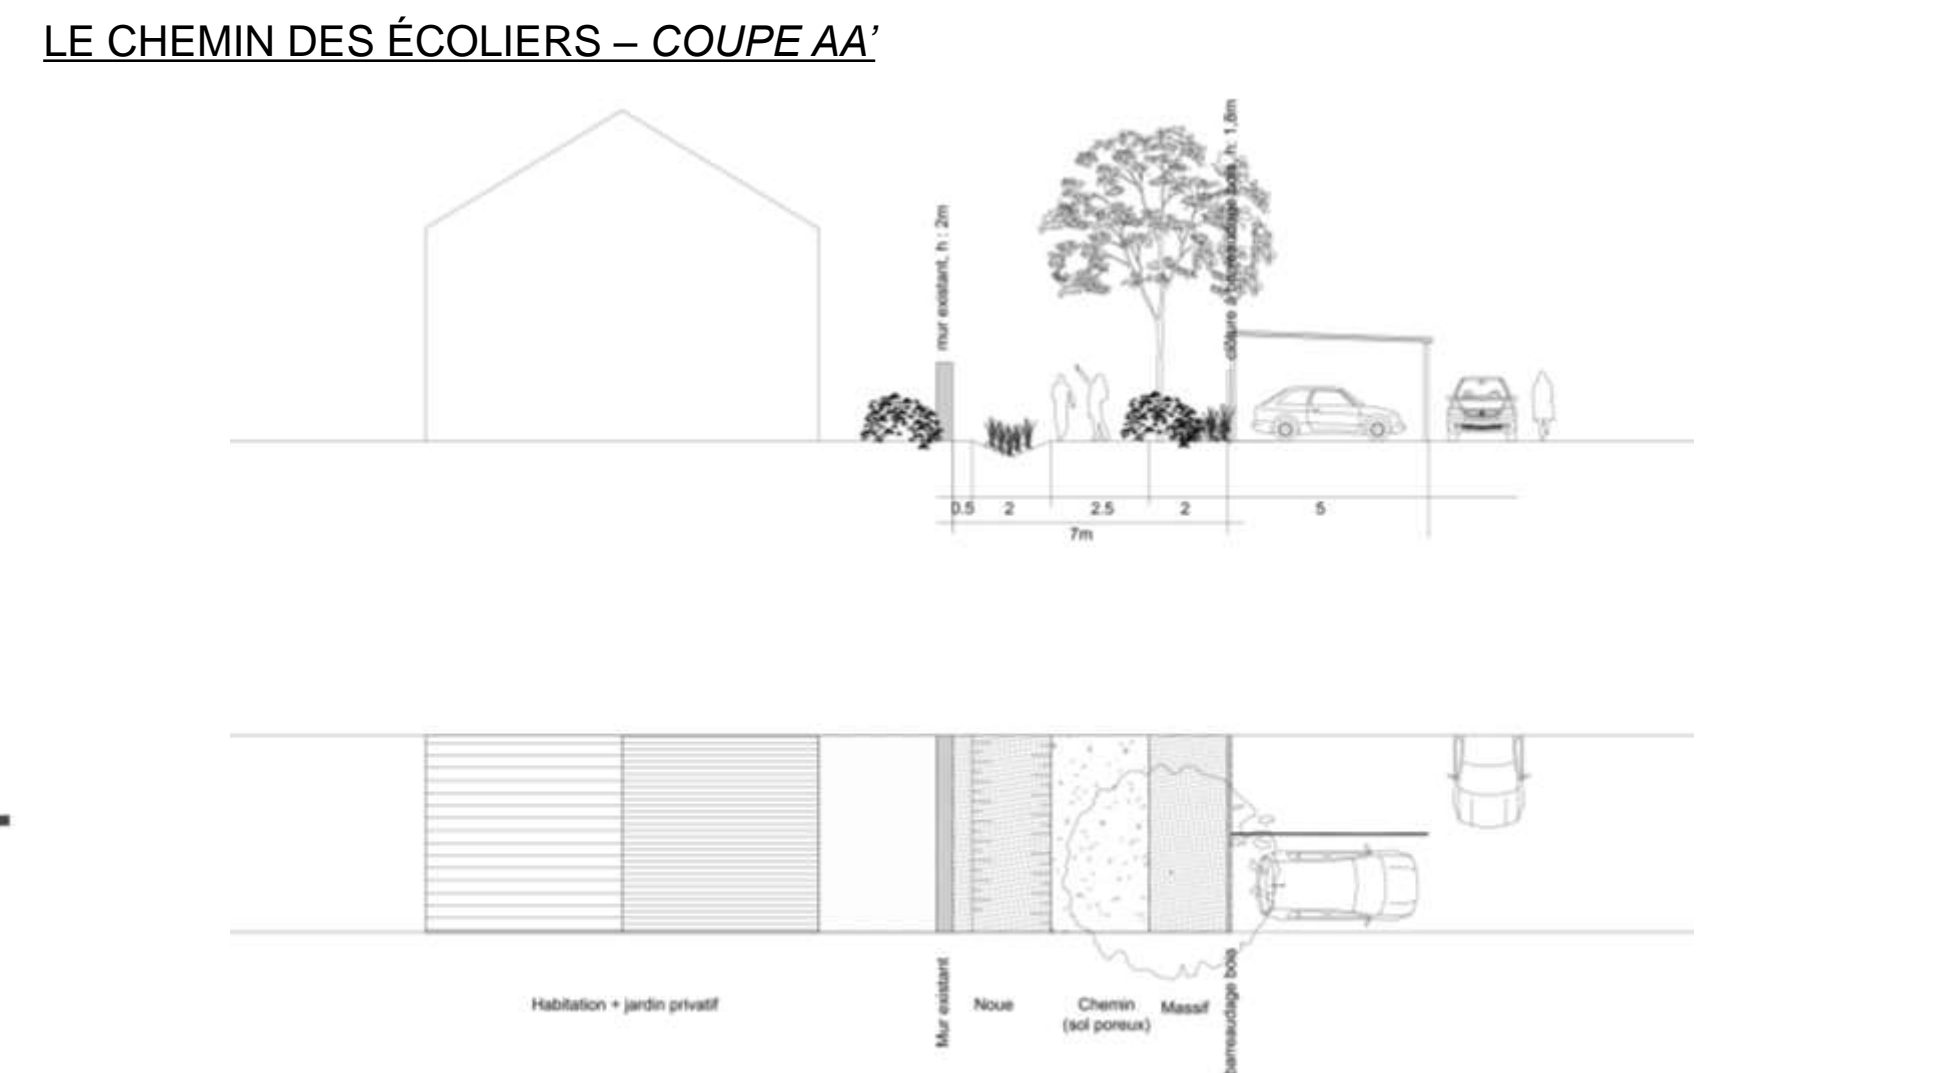 LE CHEMIN DES ÉCOLIERS – COUPE AA’
mur existant, h : 2m
clôture à barreaudage bois, h: 1,8m
0.5 2 2.5 2 5
7m
Habitation + jardin privatif
Mur existant
Noue
Chemin
(sol poreux)
Massif
barreaudage bois